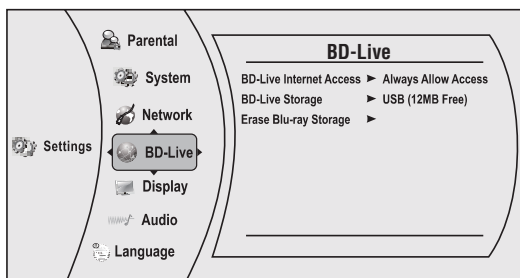 Settings
Parental
System
Network
BD-Live
Display
Audio
Language
BD-Live
BD-Live Internet Access ► Always Allow Access
BD-Live Storage ► USB (12MB Free)
Erase Blu-ray Storage ►